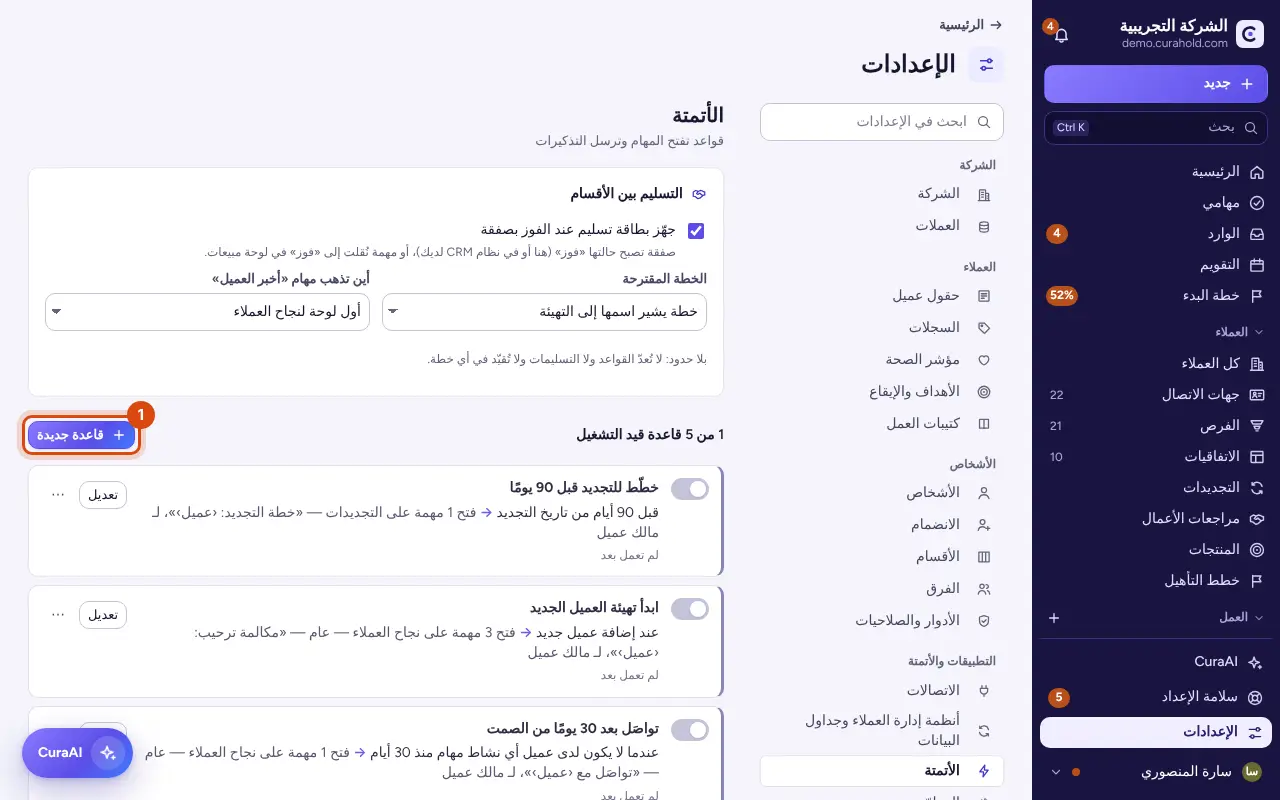 الشركة التجريبية
demo.curahold.com
4
جديد
بحث
Ctrl K
الرئيسية
مهامي
الوارد
4
التقويم
خطة البدء
52%
العملاء
كل العملاء
جهات الاتصال
22
الفرص
21
الاتفاقيات
10
التجديدات
مراجعات الأعمال
المنتجات
خطط التأهيل
العمل
CuraAI
سلامة الإعداد
5
الإعدادات
سارة المنصوري
سا
الرئيسية
الإعدادات
ابحث في الإعدادات
الشركة
الشركة
العملات
العملاء
حقول عميل
السجلات
مؤشر الصحة
الأهداف والإيقاع
كتيبات العمل
الأشخاص
الأشخاص
الانضمام
الأقسام
الفرق
الأدوار والصلاحيات
التطبيقات والأتمتة
الاتصالات
أنظمة إدارة العملاء وجداول
البيانات
الأتمتة
الأتمتة
قواعد تفتح المهام وترسل التذكيرات
التسليم بين الأقسام
جهّز بطاقة تسليم عند الفوز بصفقة
صفقة تصبح حالتها «فوز» (هنا أو في نظام CRM لديك)، أو مهمة نُقلت إلى «فوز» في لوحة مبيعات.
الخطة المقترحة
أين تذهب مهام «أخبر العميل»
خطة يشير اسمها إلى التهيئة
أول لوحة لنجاح العملاء
بلا حدود: لا تُعدّ القواعد ولا التسليمات ولا تُقيّد في أي خطة.
1 من 5 قاعدة قيد التشغيل
قاعدة جديدة
1
خطّط للتجديد قبل 90 يومًا
قبل 90 أيام من تاريخ التجديد → فتح 1 مهمة على التجديدات — «خطة التجديد: ‹عميل›»، لـ
مالك عميل
لم تعمل بعد
تعديل
ابدأ تهيئة العميل الجديد
عند إضافة عميل جديد → فتح 3 مهمة على نجاح العملاء — عام — «مكالمة ترحيب:
‹عميل›»، لـ مالك عميل
لم تعمل بعد
تعديل
تواصَل بعد 30 يومًا من الصمت
عندما لا يكون لدى عميل أي نشاط مهام منذ 30 أيام → فتح 1 مهمة على نجاح العملاء — عام
— «تواصَل مع ‹عميل›»، لـ مالك عميل
لم تعمل بعد
CuraAI